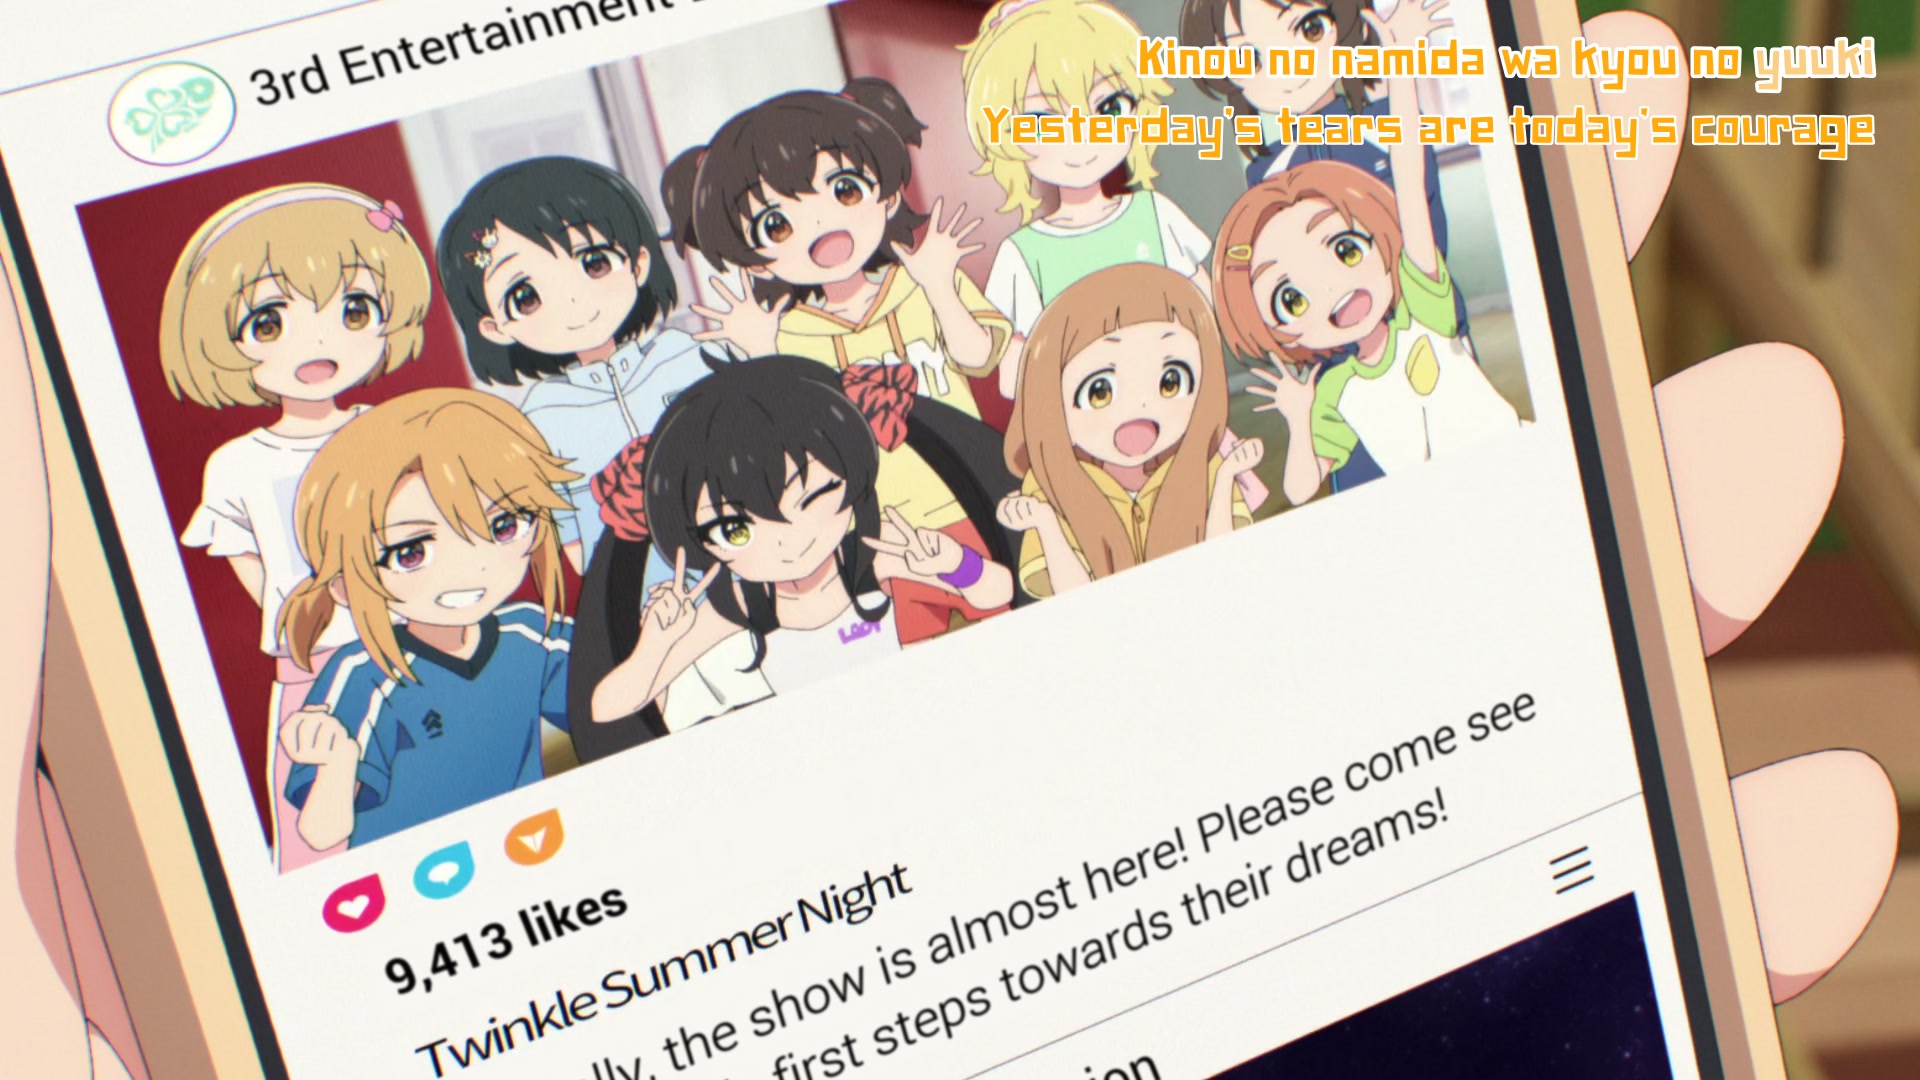 Kinou no namida wa kyou no yuuki
Yesterday's tears are today's courage
3rd Entertainment
LADY
9,413 likes
Twinkle Summer Night
the show is almost here! Please come see
first steps towards their dreams!